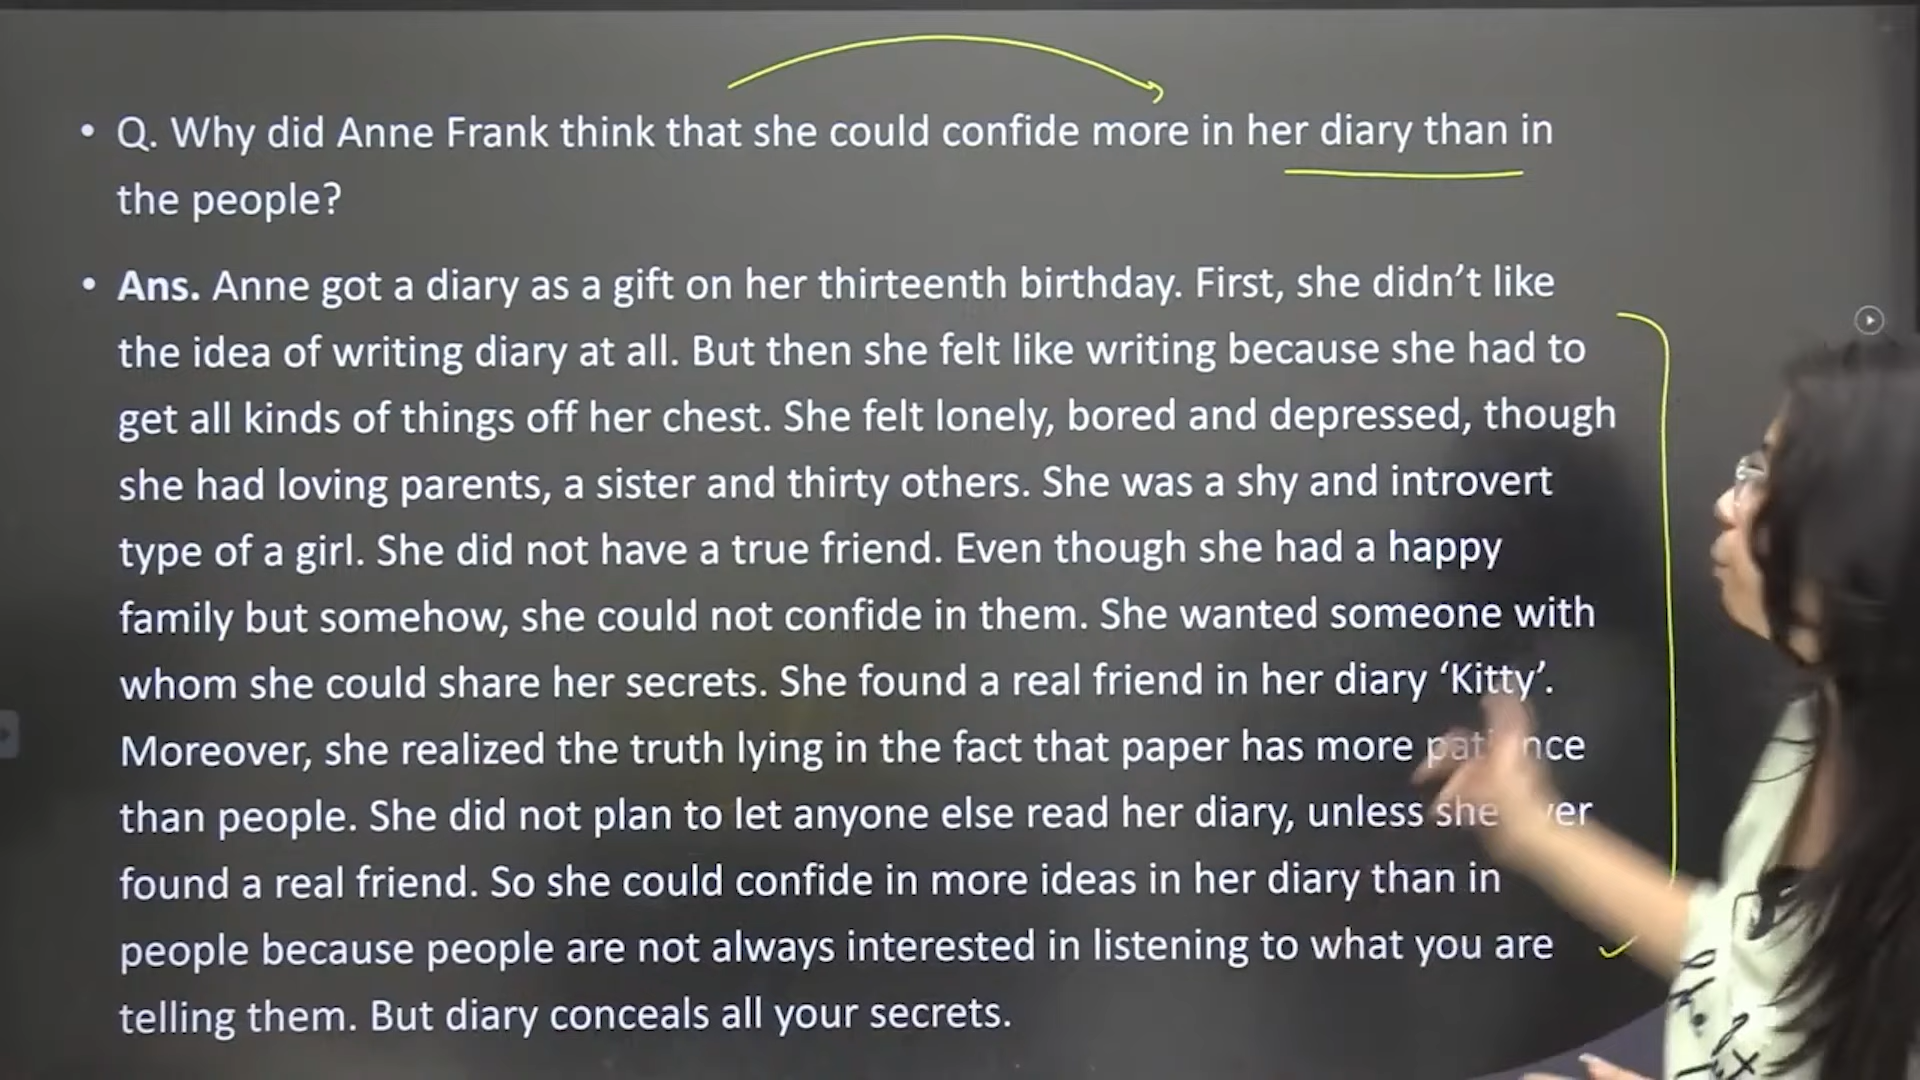 • Q. Why did Anne Frank think that she could confide more in her diary than in
the people?
• Ans. Anne got a diary as a gift on her thirteenth birthday. First, she didn’t like
the idea of writing diary at all. But then she felt like writing because she had to
get all kinds of things off her chest. She felt lonely, bored and depressed, though
she had loving parents, a sister and thirty others. She was a shy and introvert
type of a girl. She did not have a true friend. Even though she had a happy
family but somehow, she could not confide in them. She wanted someone with
whom she could share her secrets. She found a real friend in her diary ‘Kitty’.
Moreover, she realized the truth lying in the fact that paper has more patience
than people. She did not plan to let anyone else read her diary, unless she ever
found a real friend. So she could confide in more ideas in her diary than in
people because people are not always interested in listening to what you are
telling them. But diary conceals all your secrets.